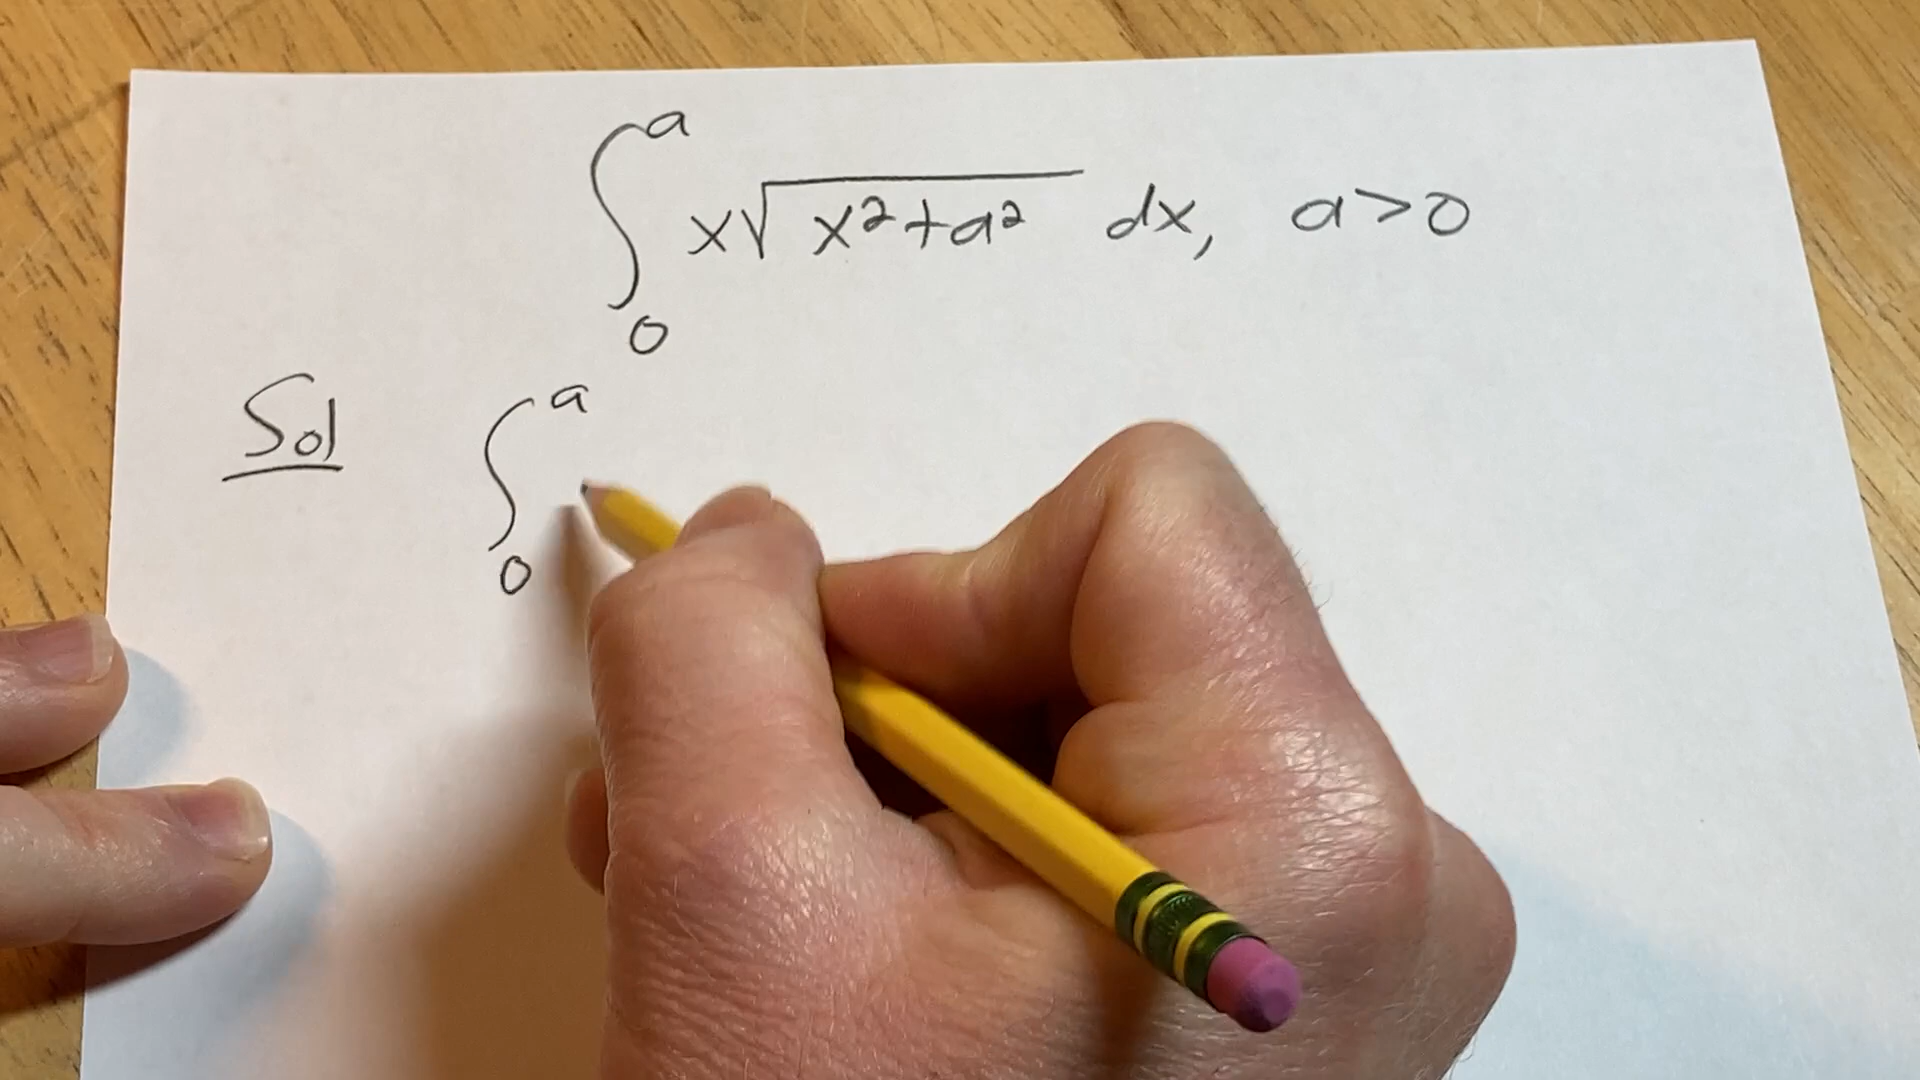 ∫₀ᵃ x√(x²+a²) dx, a>0
Sol ∫₀ᵃ